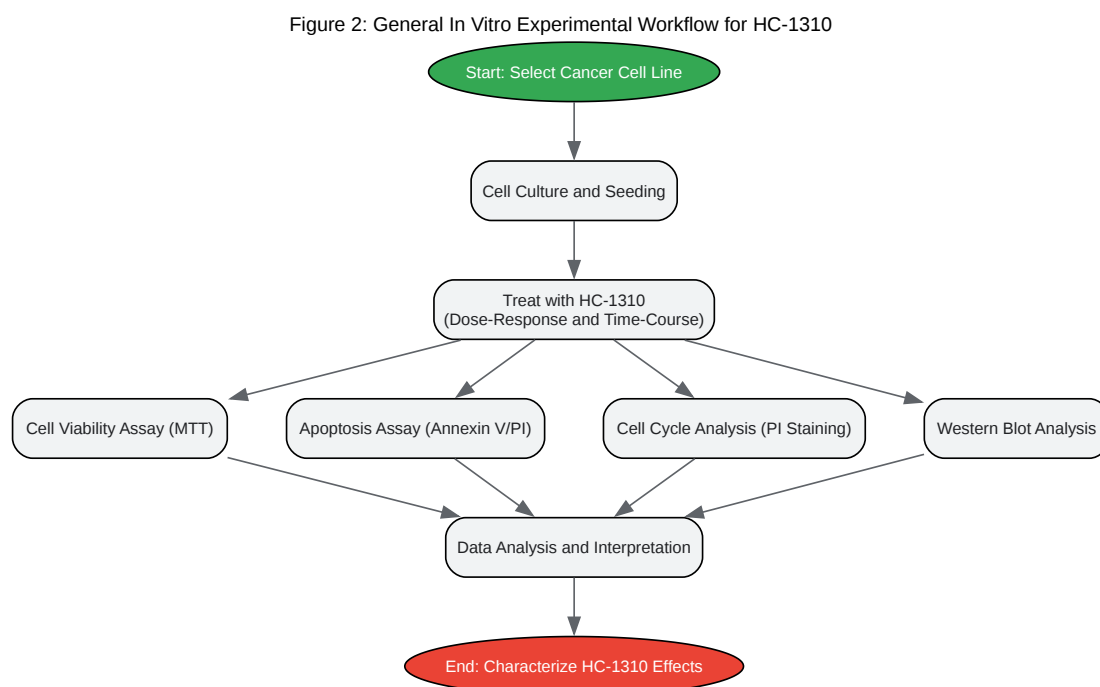 Figure 2: General In Vitro Experimental Workflow for HC-1310
Start: Select Cancer Cell Line
Cell Culture and Seeding
Treat with HC-1310
(Dose-Response and Time-Course)
Cell Viability Assay (MTT)
Apoptosis Assay (Annexin V/PI)
Cell Cycle Analysis (PI Staining)
Western Blot Analysis
Data Analysis and Interpretation
End: Characterize HC-1310 Effects